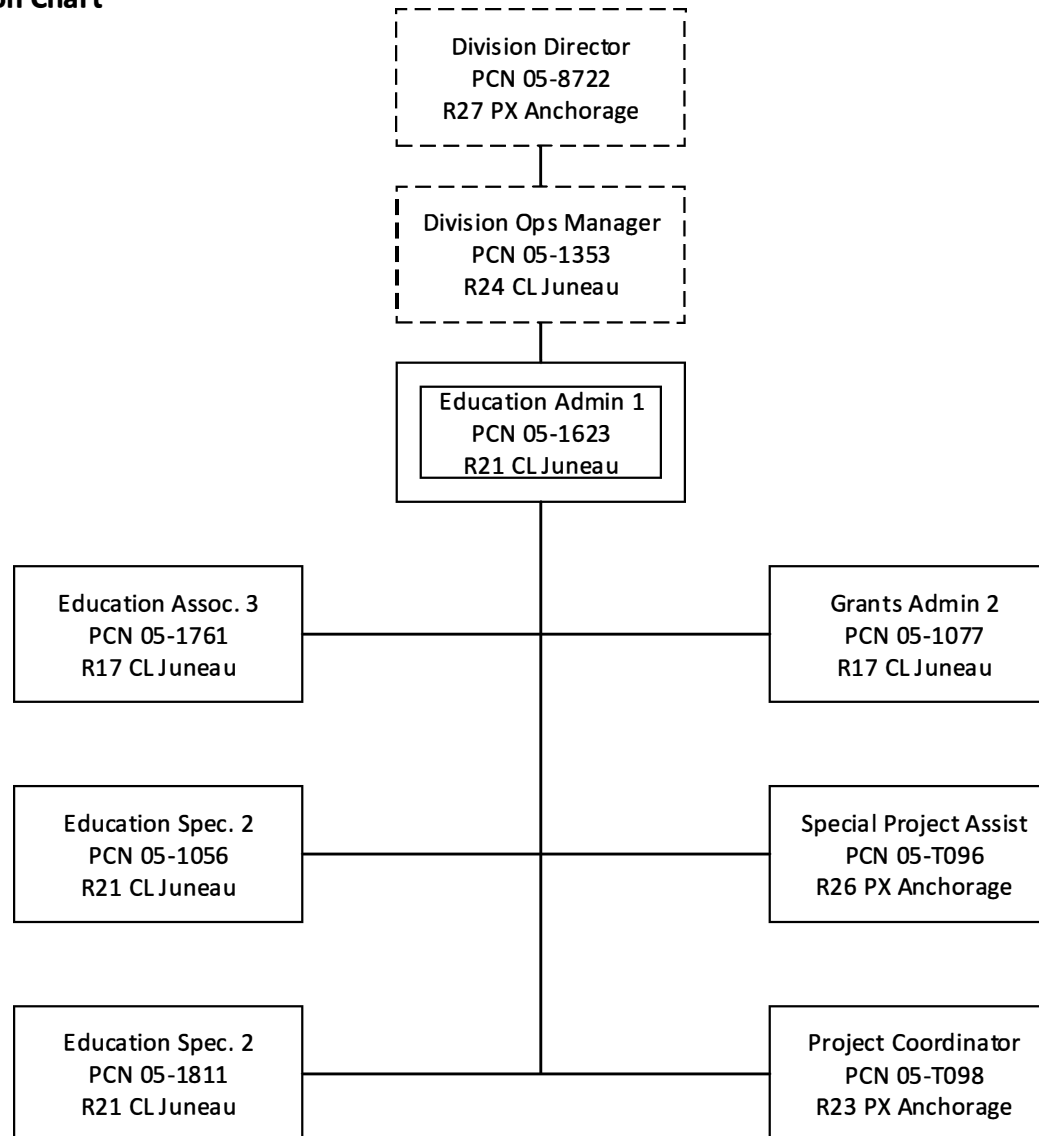 Chart
Division Director
PCN 05-8722
R27 PX Anchorage
Division Ops Manager
PCN 05-1353
R24 CL Juneau
Education Admin 1
PCN 05-1623
R21 CL Juneau
Education Assoc. 3
PCN 05-1761
R17 CL Juneau
Grants Admin 2
PCN 05-1077
R17 CL Juneau
Education Spec. 2
PCN 05-1056
R21 CL Juneau
Special Project Assist
PCN 05-T096
R26 PX Anchorage
Education Spec. 2
PCN 05-1811
R21 CL Juneau
Project Coordinator
PCN 05-T098
R23 PX Anchorage